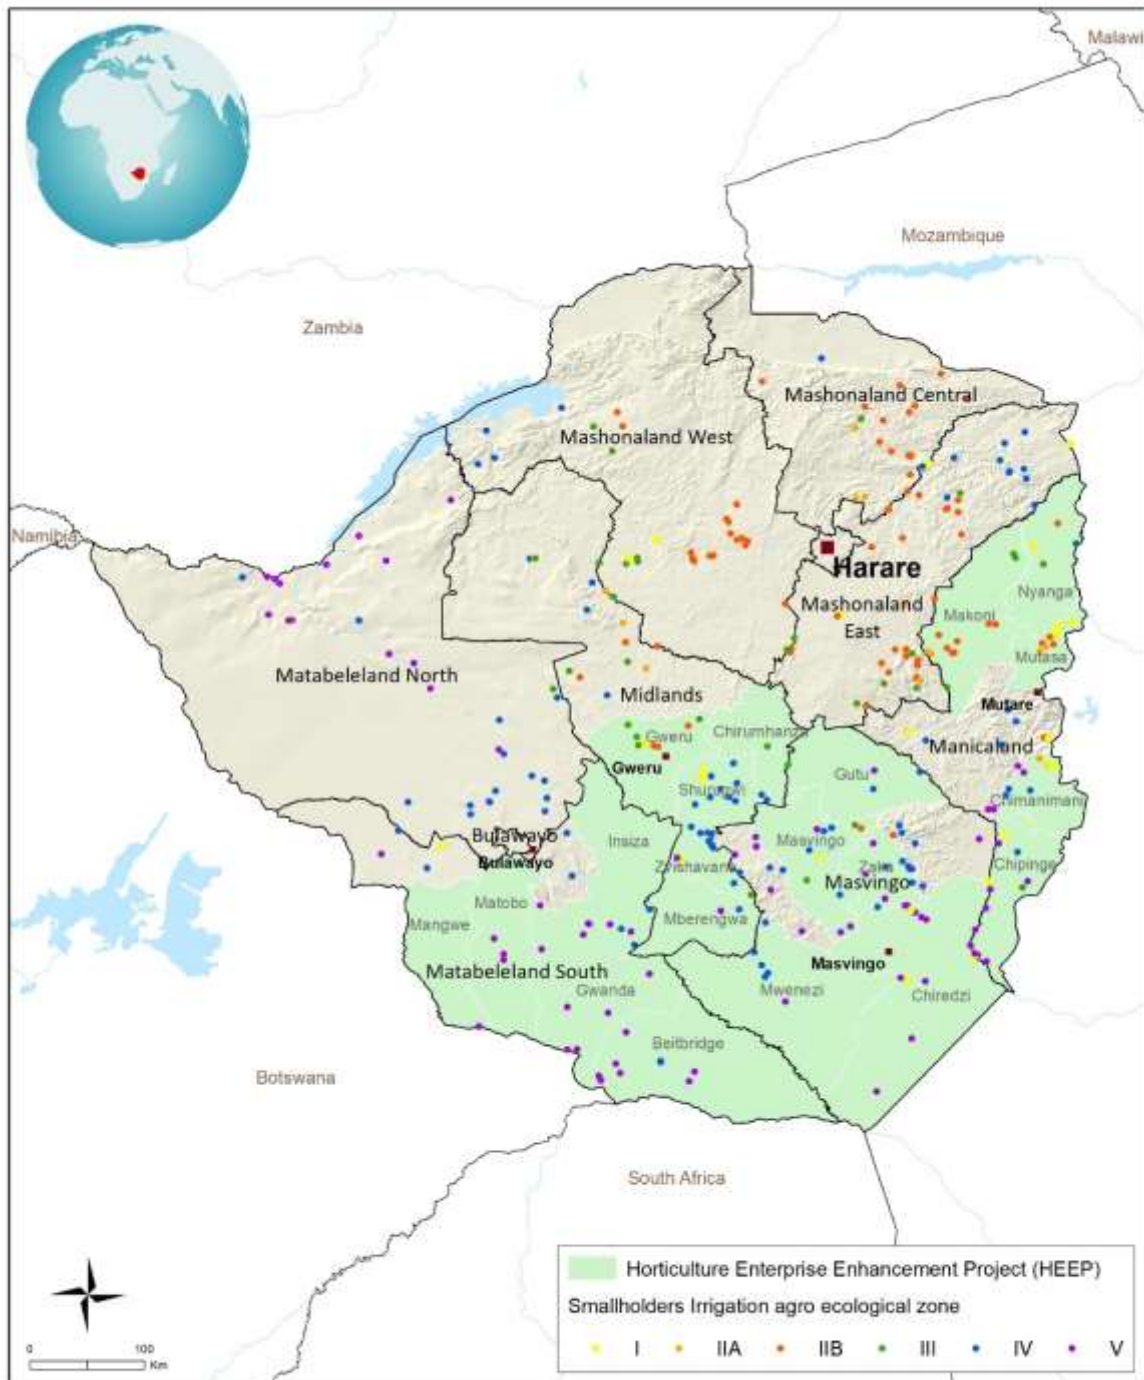 Malawi
Mozambique
Zambia
Mashonaland Central
Mashonaland West
Namibia
Harare
Mashonaland
East
Nyanga
Makoni
Mutasa
Matabeleland North
Midlands
Mutare
Manicaland
Chirumhanza
Gweru
Gweru
Gutu
Shurugwi
Chimanimani
Bulawayo
Bulawayo
Insiza
Zvishavane
Masvingo
Zaka
Masvingo
Chipinge
Matobo
Mangwe
Mberengwa
Matabeleland South
Masvingo
Gwanda
Mwenezi
Chiredzi
Beitbridge
Botswana
South Africa
Horticulture Enterprise Enhancement Project (HEEP)
Smallholders Irrigation agro ecological zone
I IIA IIB III IV V
0 100
Km